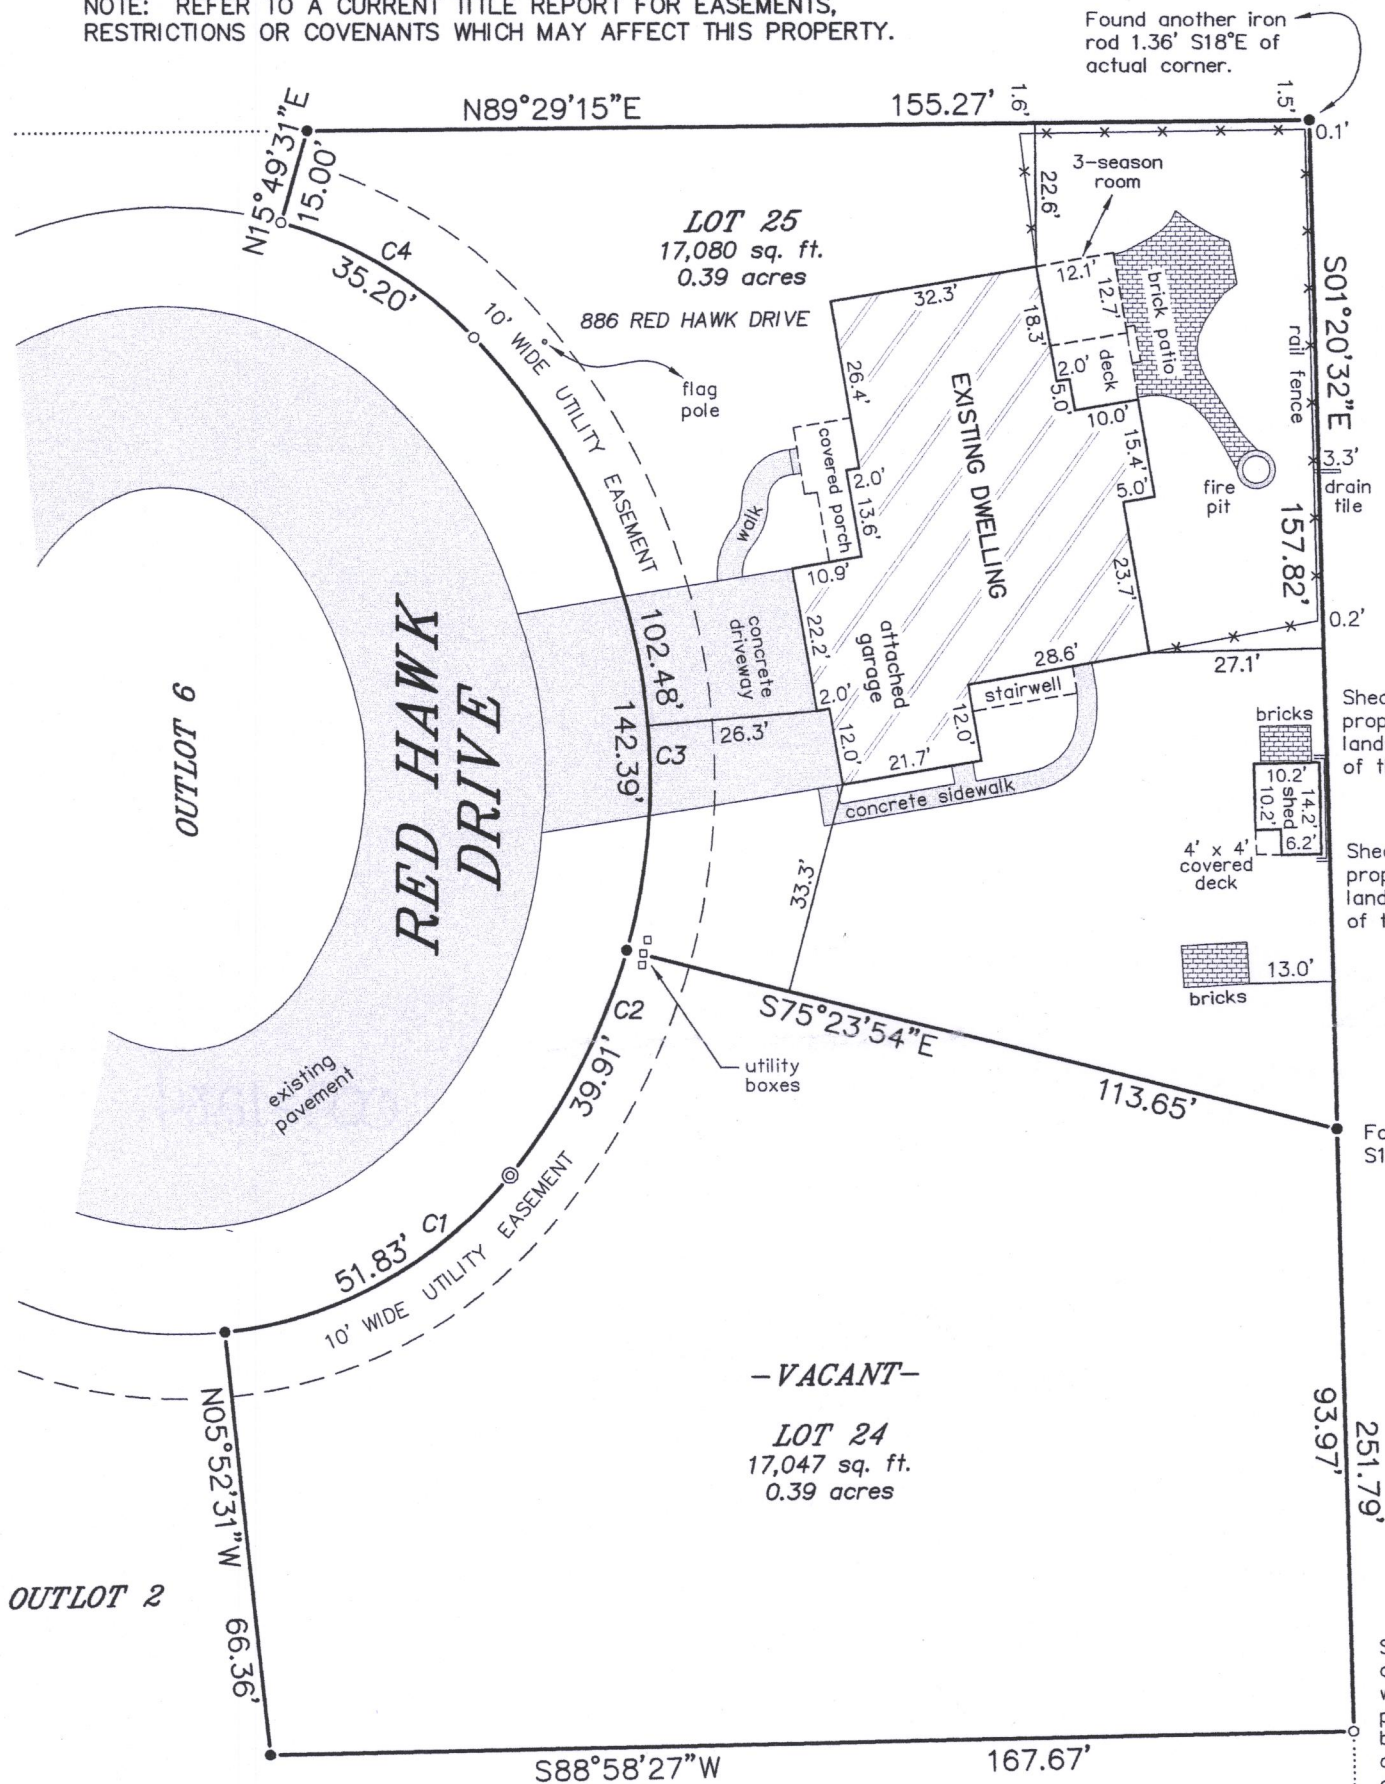 NOTE: REFER TO A CURRENT TITLE REPORT FOR EASEMENTS,
RESTRICTIONS OR COVENANTS WHICH MAY AFFECT THIS PROPERTY.
Found another iron
rod 1.36' S18°E of
actual corner.
N89°29'15"E
155.27'
1.6'
1.5'
0.1'
N15°49'31"E
15.00'
C4
35.20'
LOT 25
17,080 sq. ft.
0.39 acres
886 RED HAWK DRIVE
10' WIDE UTILITY EASEMENT
flag
pole
3-season
room
22.6'
12.1'
12.7'
18.3'
32.3'
26.4'
brick patio
deck
2.0'
5.0'
10.0'
15.4'
5.0'
23.7'
rail fence
S01°20'32"E
157.82'
fire
pit
3.3'
drain
tile
0.2'
EXISTING DWELLING
covered porch
2.0'
13.6'
walk
10.9'
22.2'
attached
garage
28.6'
27.1'
stairwell
concrete
driveway
2.0'
12.0'
12.0'
21.7'
26.3'
concrete sidewalk
102.48'
142.39'
C3
33.3'
RED HAWK
DRIVE
OUTLOT 9
bricks
10.2'
shed
10.2'
14.2'
6.2'
4' x 4'
covered
deck
bricks
13.0'
of
of
C2
39.91'
utility
boxes
S75°23'54"E
113.65'
existing
pavement
C1
51.83'
10' WIDE UTILITY EASEMENT
-VACANT-
LOT 24
17,047 sq. ft.
0.39 acres
93.97'
251.79'
N05°52'31"W
66.36'
OUTLOT 2
S88°58'27"W
167.67'